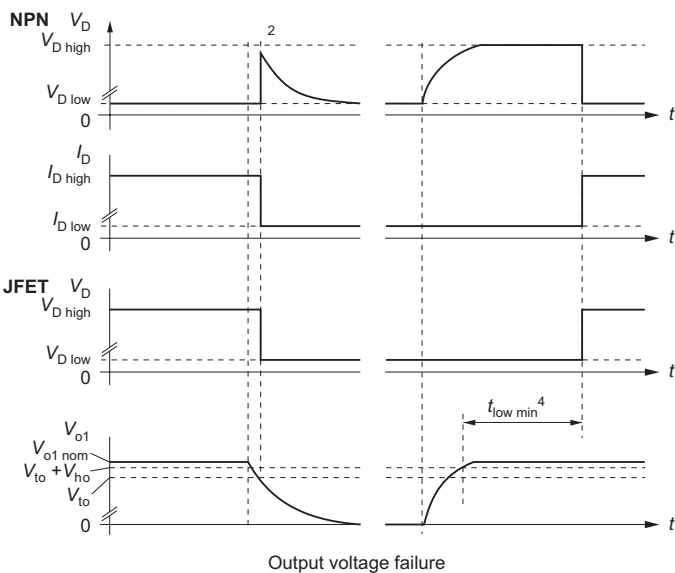 NPN V_D
V_D high
2
V_D low
0
t
I_D
I_D high
I_D low
0
t
JFET V_D
V_D high
V_D low
0
t
t_low min^4
V_o1
V_o1 nom
V_to + V_ho
V_to
0
t
Output voltage failure